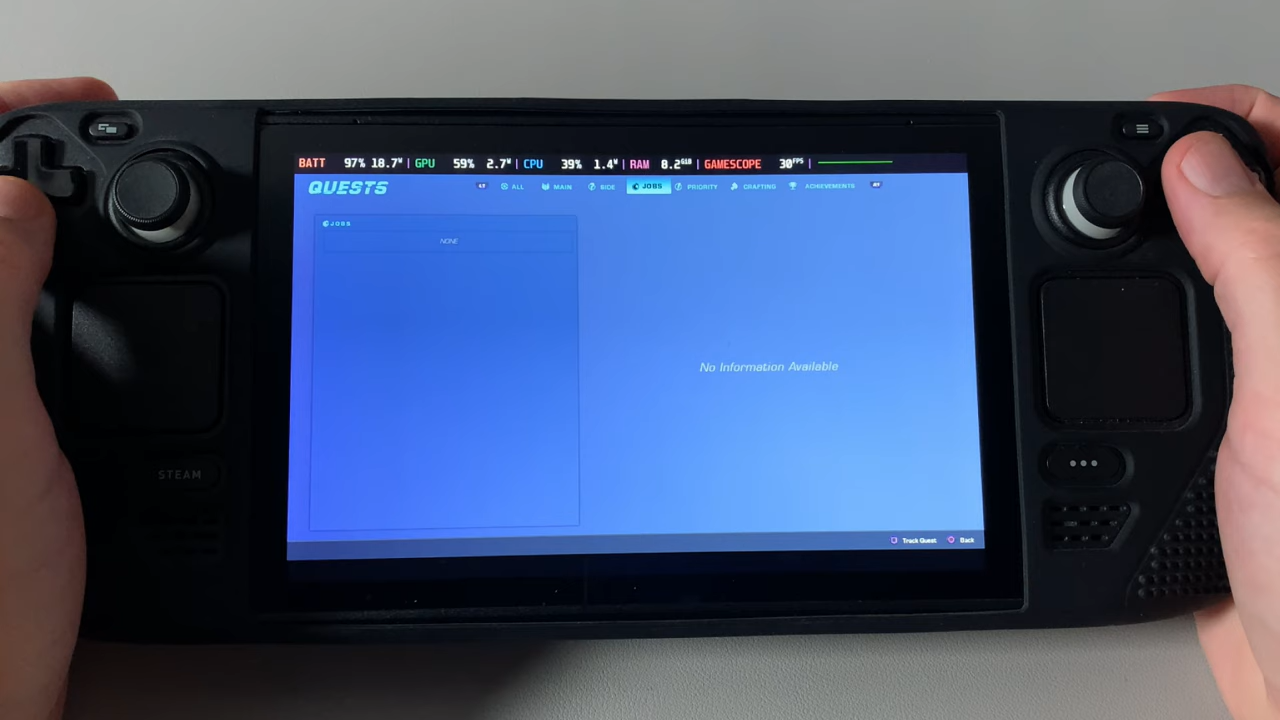 BATT 97% 18.7W | GPU 59% 2.7W | CPU 39% 1.4W | RAM 8.2GiB | GAMESCOPE 30FPS |
QUESTS ALL MAIN SIDE JOBS PRIORITY CRAFTING ACHIEVEMENTS
JOBS
NONE
No Information Available
STEAM
Track Quest Back